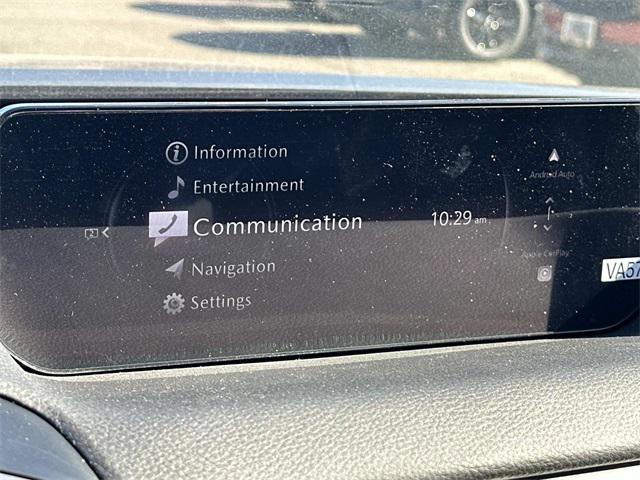 Information
Entertainment
Communication
10:29 am
Navigation
Settings
Android Auto
Apple CarPlay
VA57